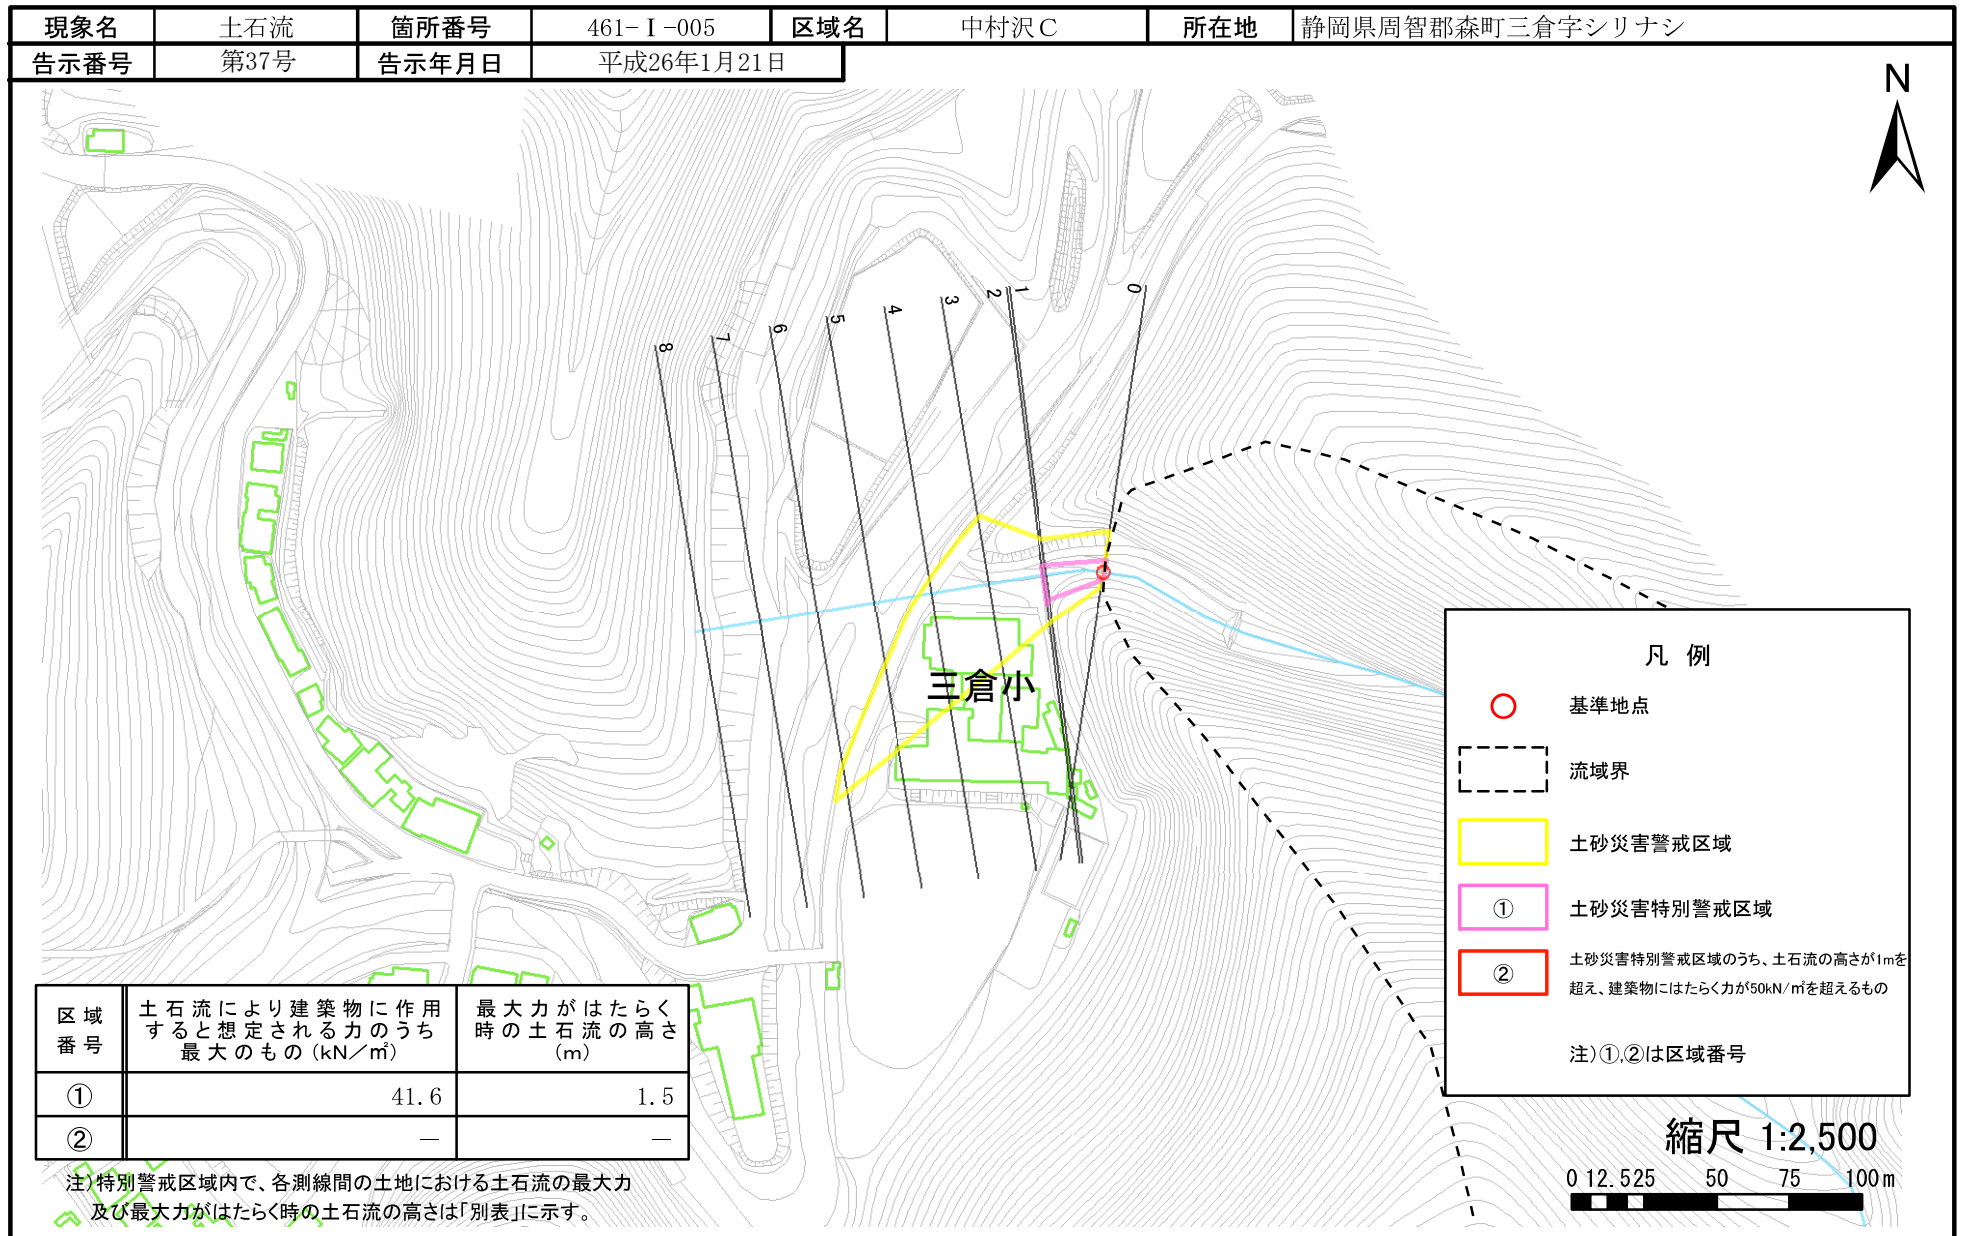 現象名 土石流 箇所番号 461-Ⅰ-005 区域名 中村沢C 所在地 静岡県周智郡森町三倉字シリナシ
告示番号 第37号 告示年月日 平成26年1月21日
N
8 7 6 5 4 3 2 1 0
三倉小
凡 例
基準地点
流域界
土砂災害警戒区域
① 土砂災害特別警戒区域
② 土砂災害特別警戒区域のうち、土石流の高さが1mを
超え、建築物にはたらく力が50kN/㎡を超えるもの
注)①,②は区域番号
区域番号 土石流により建築物に作用すると想定される力のうち最大のもの(kN/㎡) 最大力がはたらく時の土石流の高さ(m)
① 41.6 1.5
② — —
注)特別警戒区域内で、各測線間の土地における土石流の最大力
及び最大力がはたらく時の土石流の高さは「別表」に示す。
縮尺 1:2,500
0 12.525 50 75 100m